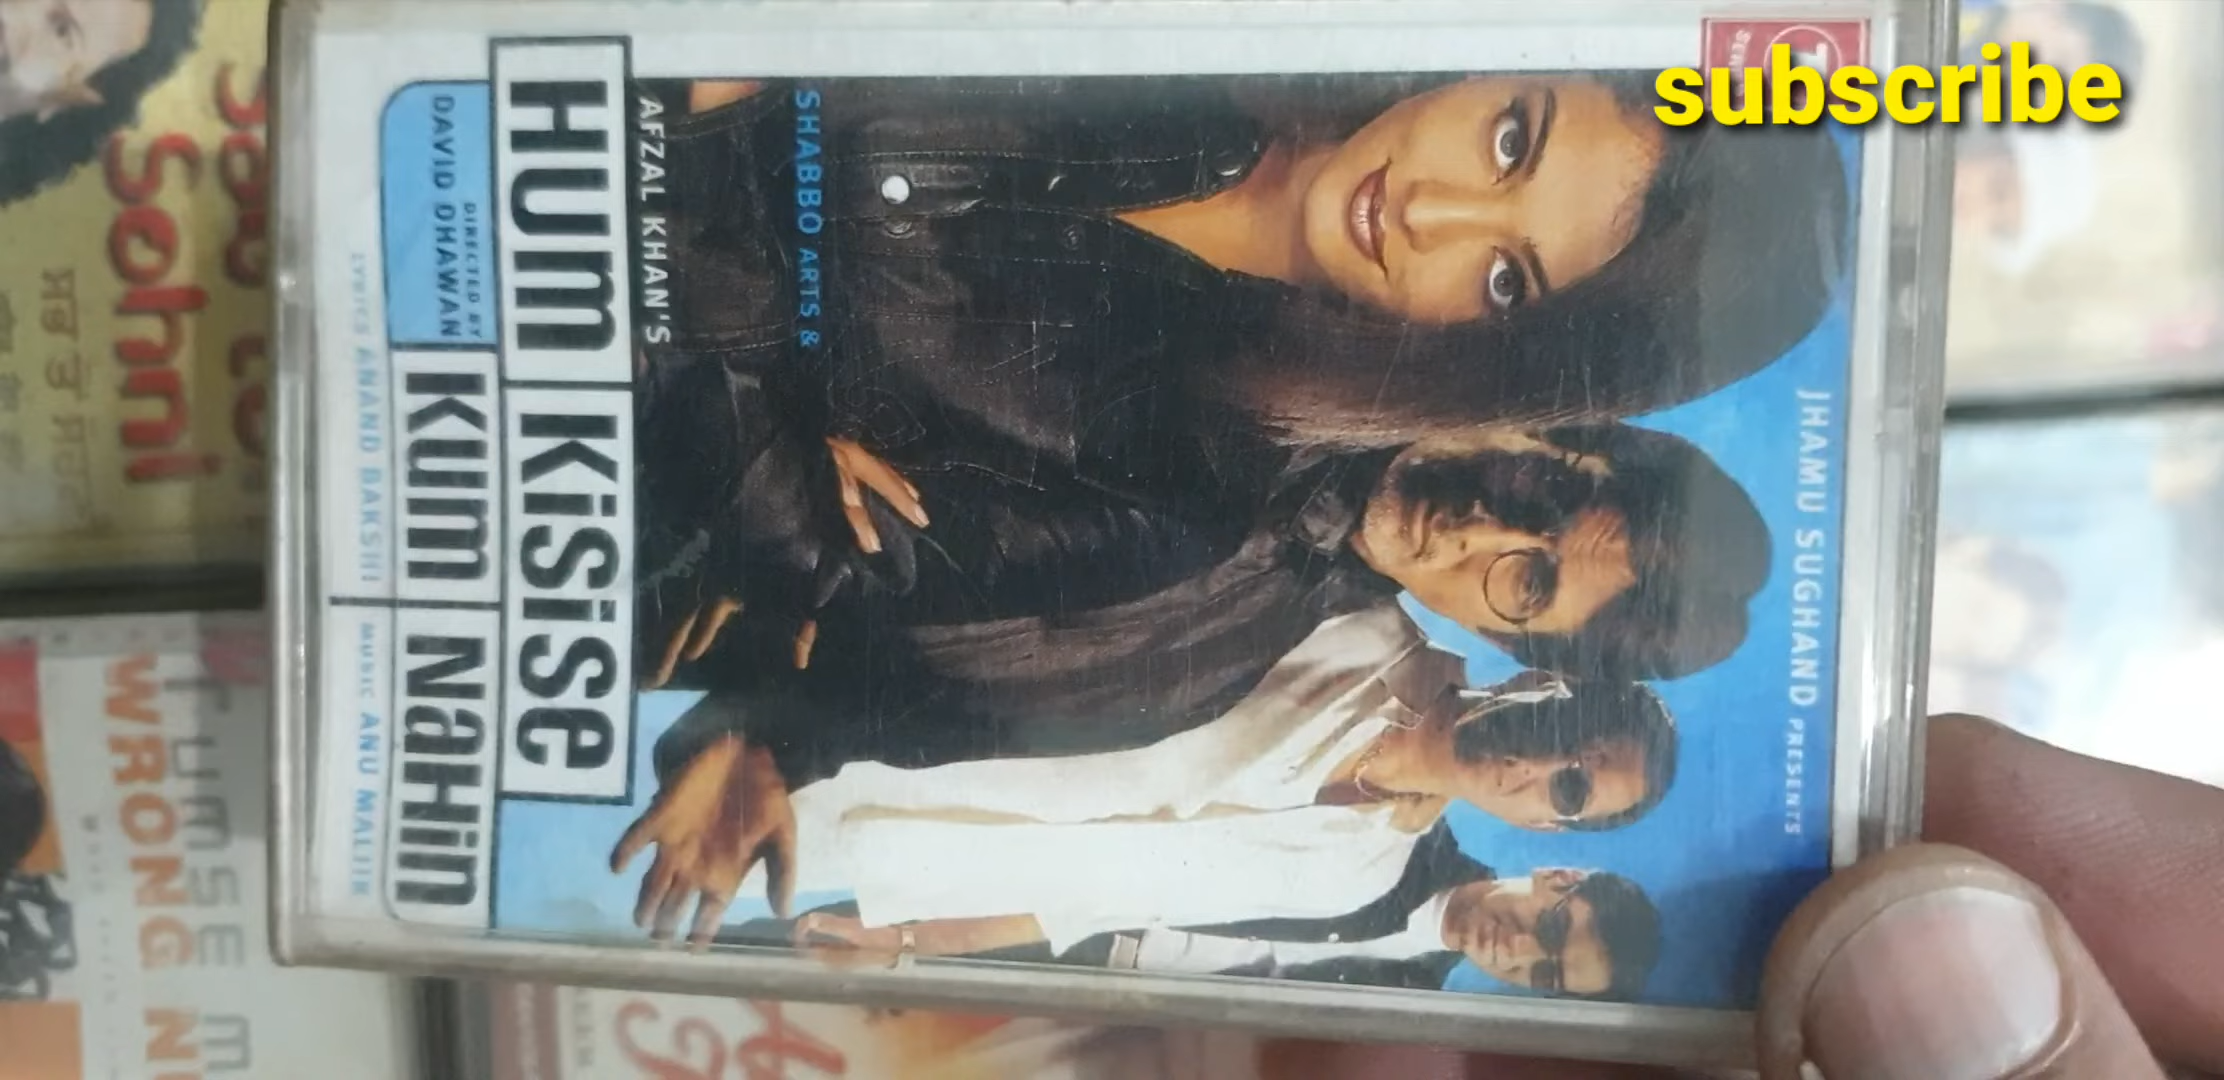 subscribe
JHAMU SUGHAND PRESENTS
SHABBO ARTS &
AFZAL KHAN'S
HUM KISISE
DIRECTED BY
DAVID DHAWAN
KUM NAHIN
LYRICS ANAND BAKSHI MUSIC ANU MALIK
Sohni
WRONG